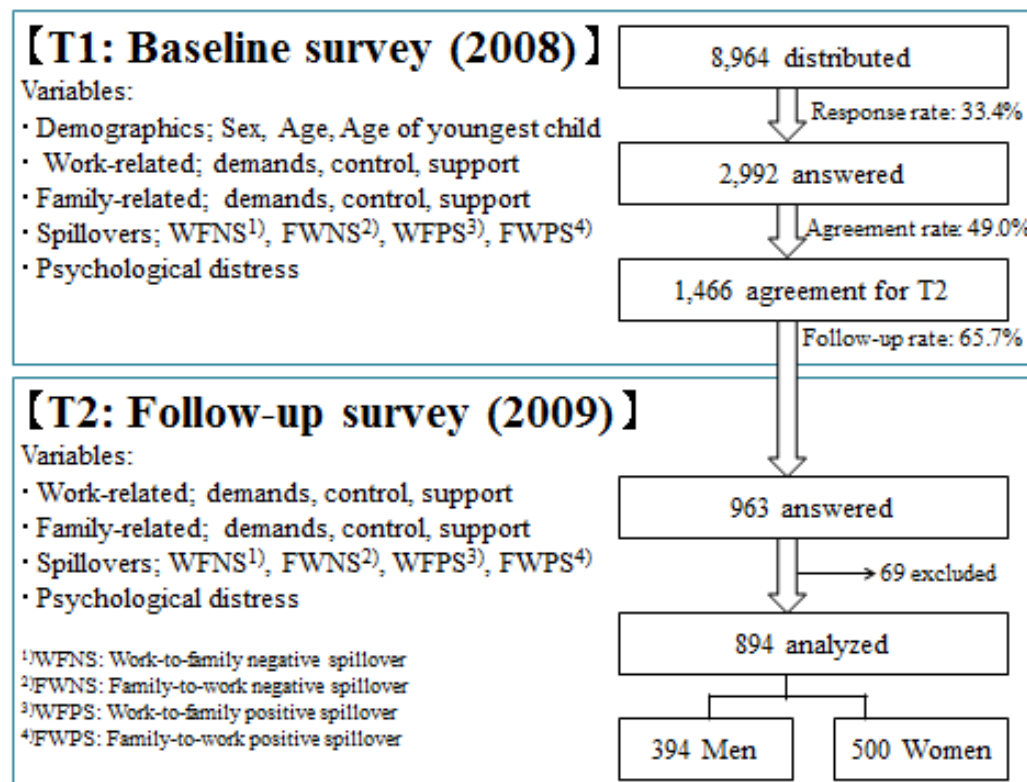 【T1: Baseline survey (2008)】
Variables:
・Demographics; Sex, Age, Age of youngest child
・Work-related; demands, control, support
・Family-related; demands, control, support
・Spillovers; WFNS¹⁾, FWNS²⁾, WFPS³⁾, FWPS⁴⁾
・Psychological distress
8,964 distributed
Response rate: 33.4%
2,992 answered
Agreement rate: 49.0%
1,466 agreement for T2
Follow-up rate: 65.7%
【T2: Follow-up survey (2009)】
Variables:
・Work-related; demands, control, support
・Family-related; demands, control, support
・Spillovers; WFNS¹⁾, FWNS²⁾, WFPS³⁾, FWPS⁴⁾
・Psychological distress
¹⁾WFNS: Work-to-family negative spillover
²⁾FWNS: Family-to-work negative spillover
³⁾WFPS: Work-to-family positive spillover
⁴⁾FWPS: Family-to-work positive spillover
963 answered
69 excluded
894 analyzed
394 Men
500 Women